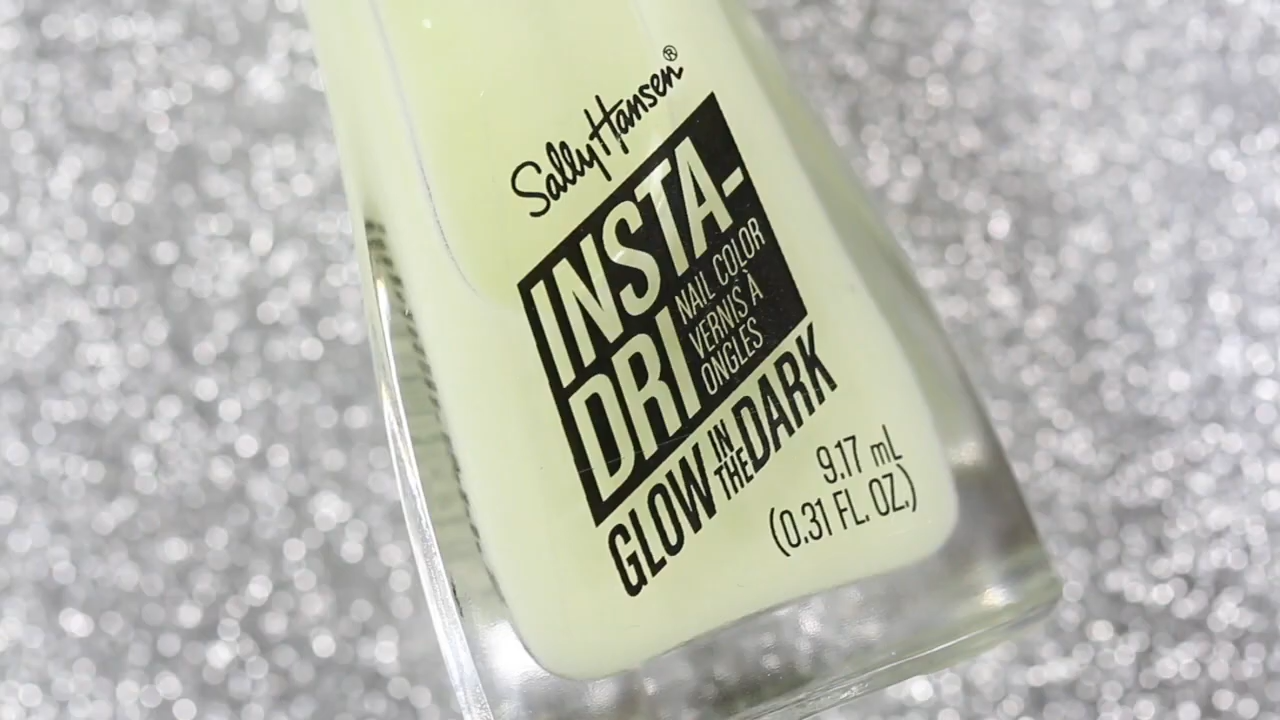 Sally Hansen®
INSTA-
DRI
NAIL COLOR
VERNIS À
ONGLES
GLOW IN THE DARK
9.17 mL
(0.31 FL. OZ.)